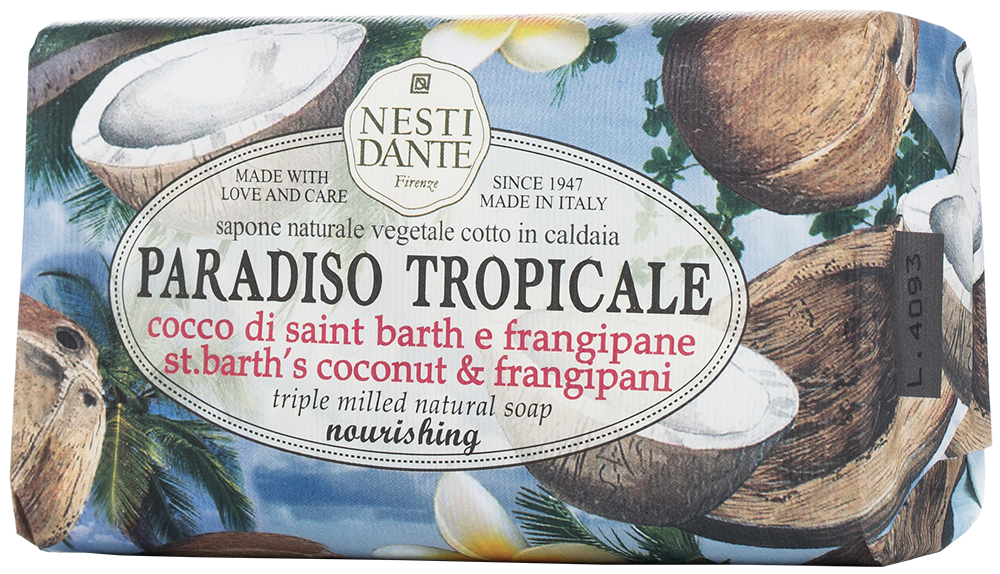 NESTI
DANTE
Firenze
MADE WITH
LOVE AND CARE
SINCE 1947
MADE IN ITALY
sapone naturale vegetale cotto in caldaia
PARADISO TROPICALE
cocco di saint barth e frangipane
st.barth's coconut & frangipani
triple milled natural soap
nourishing
L.4093